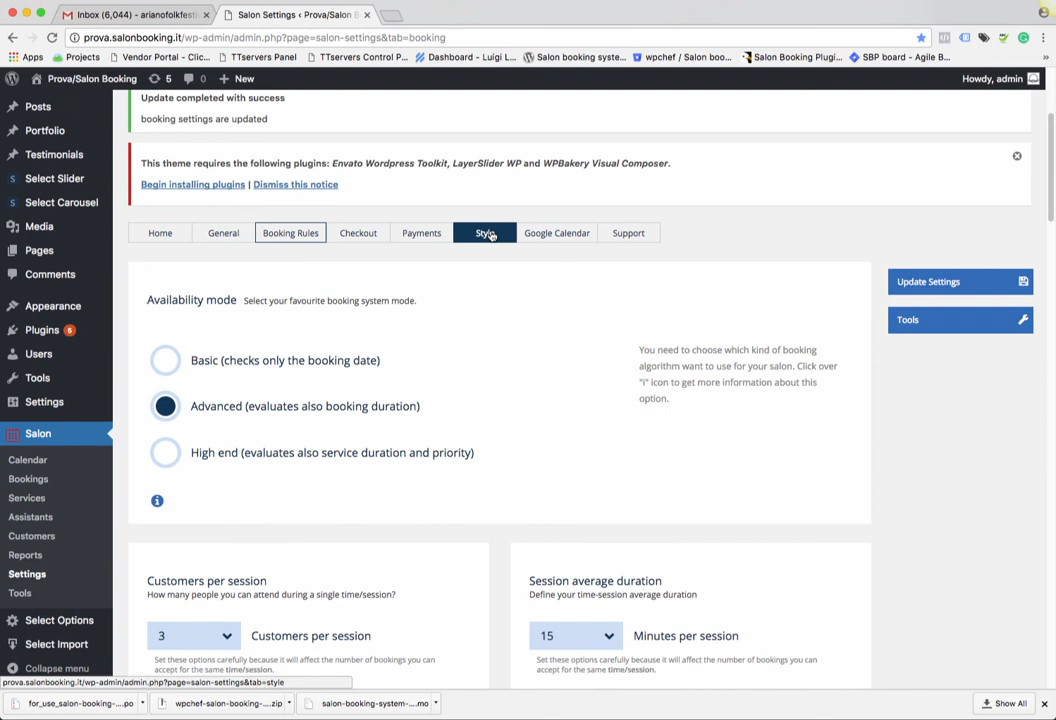 Inbox (6,044) - arianofolkfesti
Salon Settings ‹ Prova/Salon B
prova.salonbooking.it/wp-admin/admin.php?page=salon-settings&tab=booking
Apps
Projects
Vendor Portal - Clic...
TTservers Panel
TTservers Control P...
Dashboard - Luigi L...
Salon booking syste...
wpchef / Salon boo...
Salon Booking Plugi...
SBP board - Agile B...
»
Prova/Salon Booking
5
0
New
Howdy, admin
Posts
Portfolio
Testimonials
Select Slider
Select Carousel
Media
Pages
Comments
Appearance
Plugins 6
Users
Tools
Settings
Salon
Calendar
Bookings
Services
Assistants
Customers
Reports
Settings
Tools
Select Options
Select Import
Collapse menu
Update completed with success
booking settings are updated
This theme requires the following plugins: Envato Wordpress Toolkit, LayerSlider WP and WPBakery Visual Composer.
Begin installing plugins | Dismiss this notice
Home
General
Booking Rules
Checkout
Payments
Style
Google Calendar
Support
Availability mode Select your favourite booking system mode.
Basic (checks only the booking date)
Advanced (evaluates also booking duration)
High end (evaluates also service duration and priority)
You need to choose which kind of booking
algorithm want to use for your salon. Click over
"i" icon to get more information about this
option.
Update Settings
Tools
Customers per session
How many people you can attend during a single time/session?
3
Customers per session
Set these options carefully because it will affect the number of bookings you can
accept for the same time/session.
Session average duration
Define your time-session average duration
15
Minutes per session
Set these options carefully because it will affect the number of bookings you can
accept for the same time/session.
prova.salonbooking.it/wp-admin/admin.php?page=salon-settings&tab=style
for_use_salon-booking-....po
wpchef-salon-booking-....zip
salon-booking-system-....mo
Show All